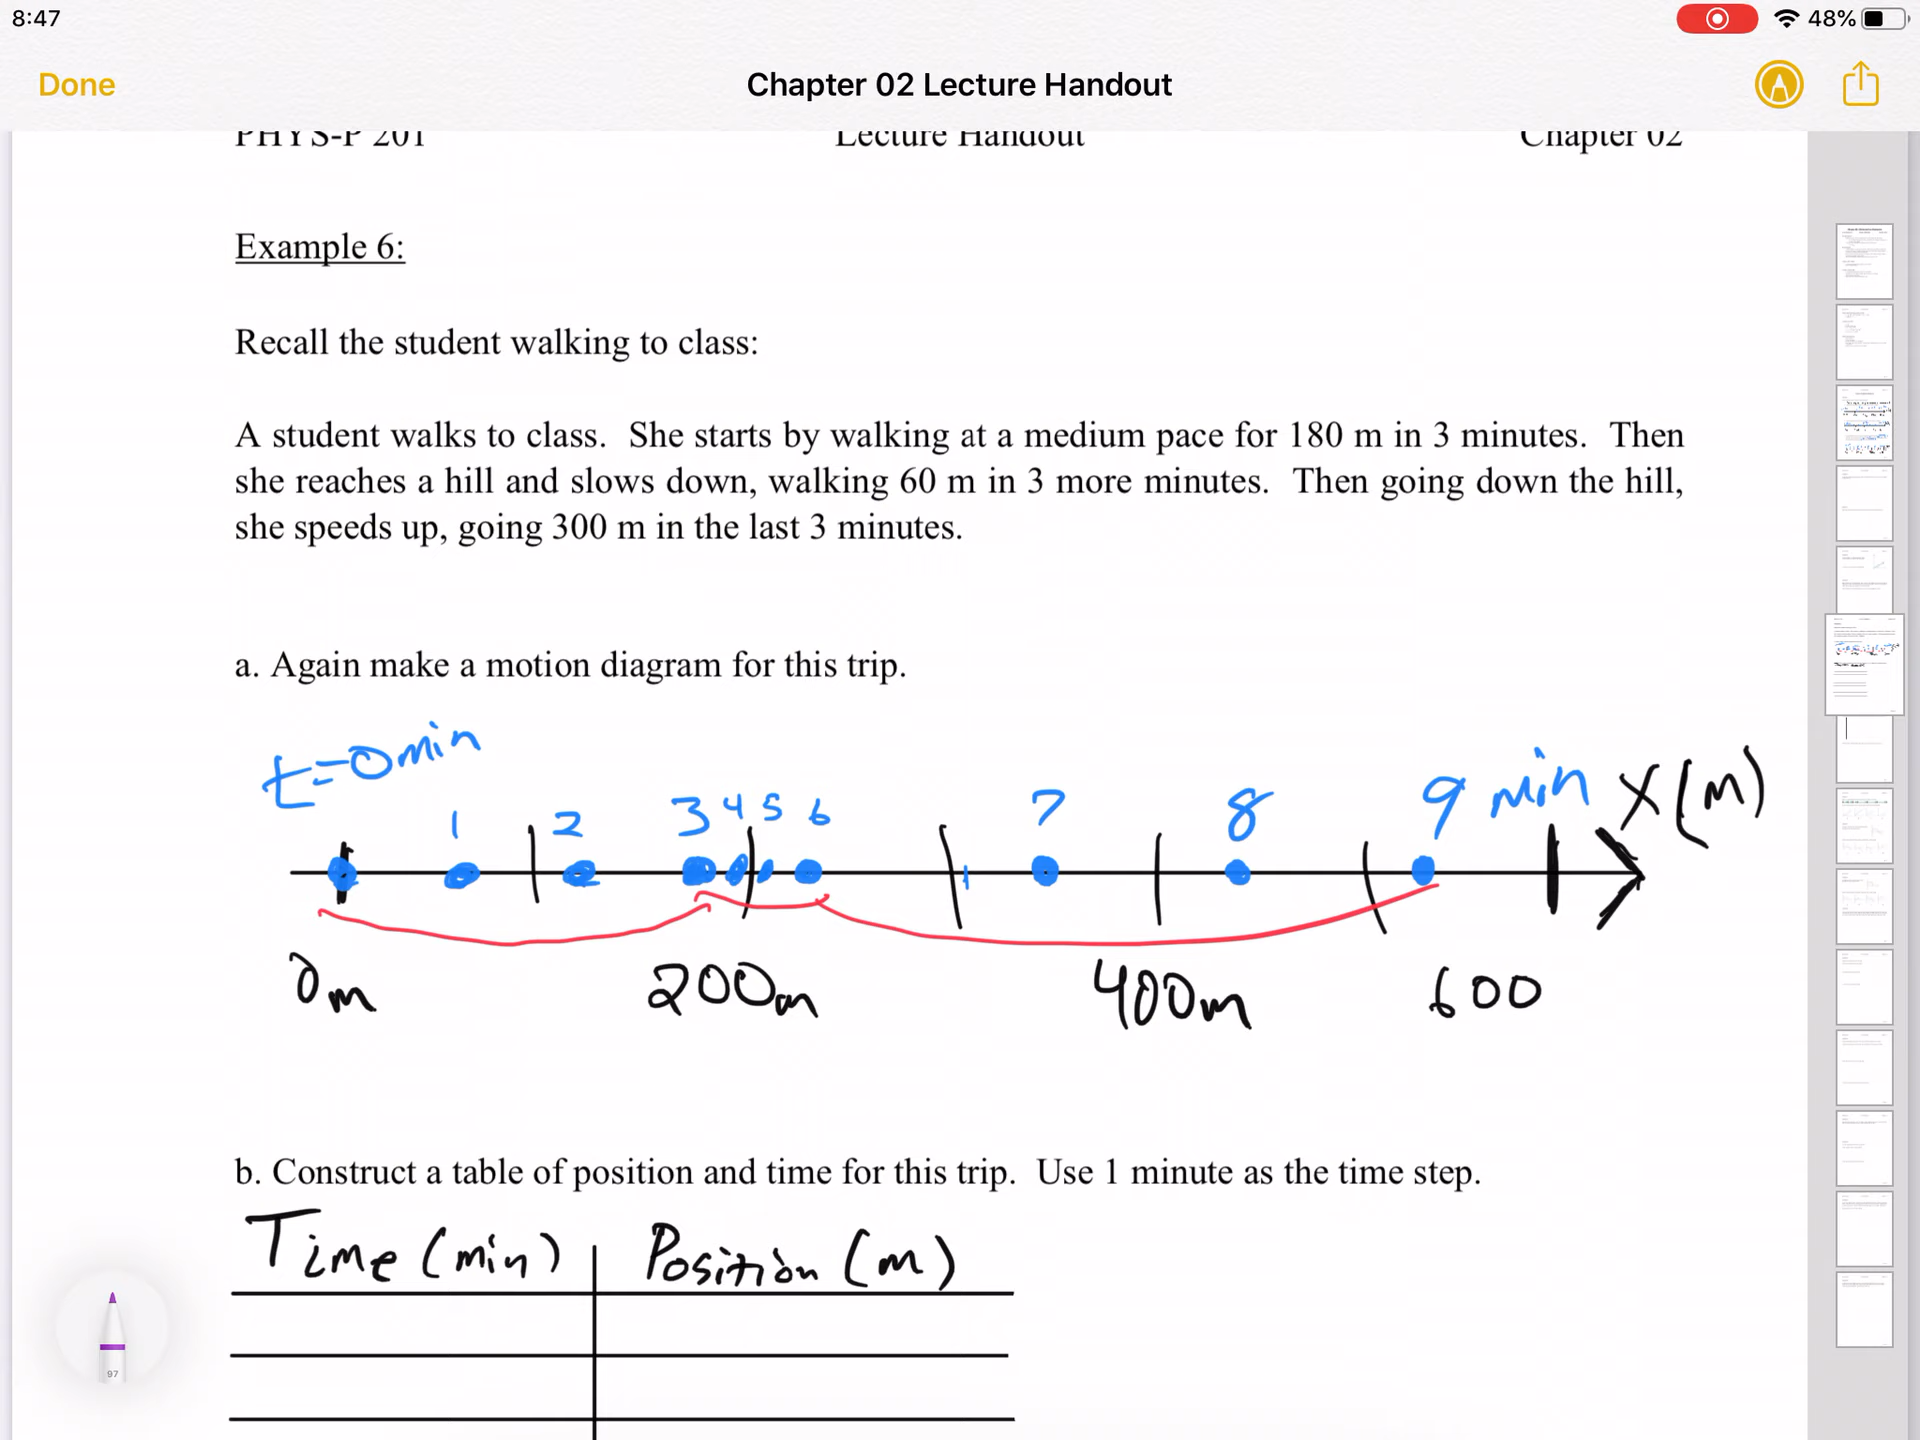 8:47
48%
Done
Chapter 02 Lecture Handout
PHYS-P 201 Lecture Handout Chapter 02
Example 6:
Recall the student walking to class:
A student walks to class. She starts by walking at a medium pace for 180 m in 3 minutes. Then
she reaches a hill and slows down, walking 60 m in 3 more minutes. Then going down the hill,
she speeds up, going 300 m in the last 3 minutes.
a. Again make a motion diagram for this trip.
t=0min
1 2 3 4 5 6 7 8 9 min X (m)
0m 200m 400m 600
b. Construct a table of position and time for this trip. Use 1 minute as the time step.
Time (min) Position (m)
97